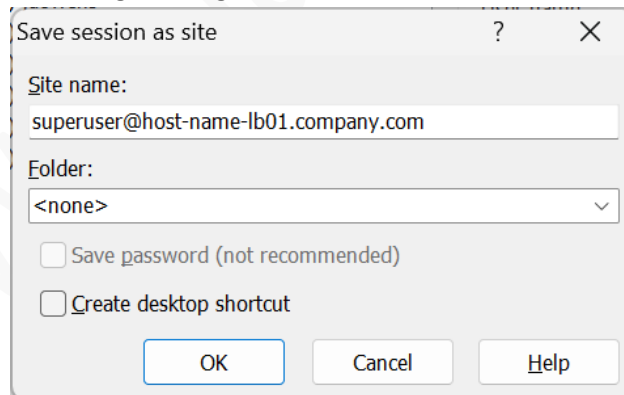 Save session as site ? ×
Site name:
superuser@host-name-lb01.company.com
Folder:
<none>
Save password (not recommended)
Create desktop shortcut
OK Cancel Help